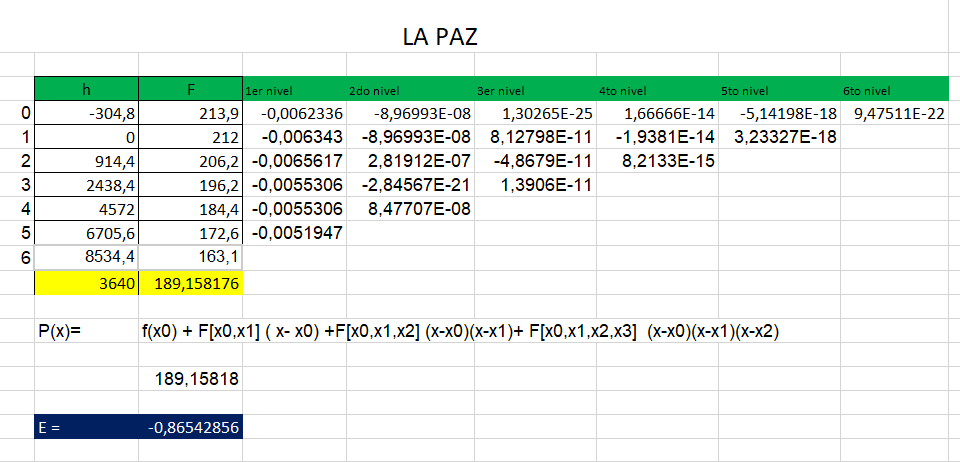 LA PAZ
h F 1er nivel 2do nivel 3er nivel 4to nivel 5to nivel 6to nivel
0 -304,8 213,9 -0,0062336 -8,96993E-08 1,30265E-25 1,66666E-14 -5,14198E-18 9,47511E-22
1 0 212 -0,006343 -8,96993E-08 8,12798E-11 -1,9381E-14 3,23327E-18
2 914,4 206,2 -0,0065617 2,81912E-07 -4,8679E-11 8,2133E-15
3 2438,4 196,2 -0,0055306 -2,84567E-21 1,3906E-11
4 4572 184,4 -0,0055306 8,47707E-08
5 6705,6 172,6 -0,0051947
6 8534,4 163,1
3640 189,158176
P(x)= f(x0) + F[x0,x1] ( x- x0) +F[x0,x1,x2] (x-x0)(x-x1)+ F[x0,x1,x2,x3] (x-x0)(x-x1)(x-x2)
189,15818
E = -0,86542856